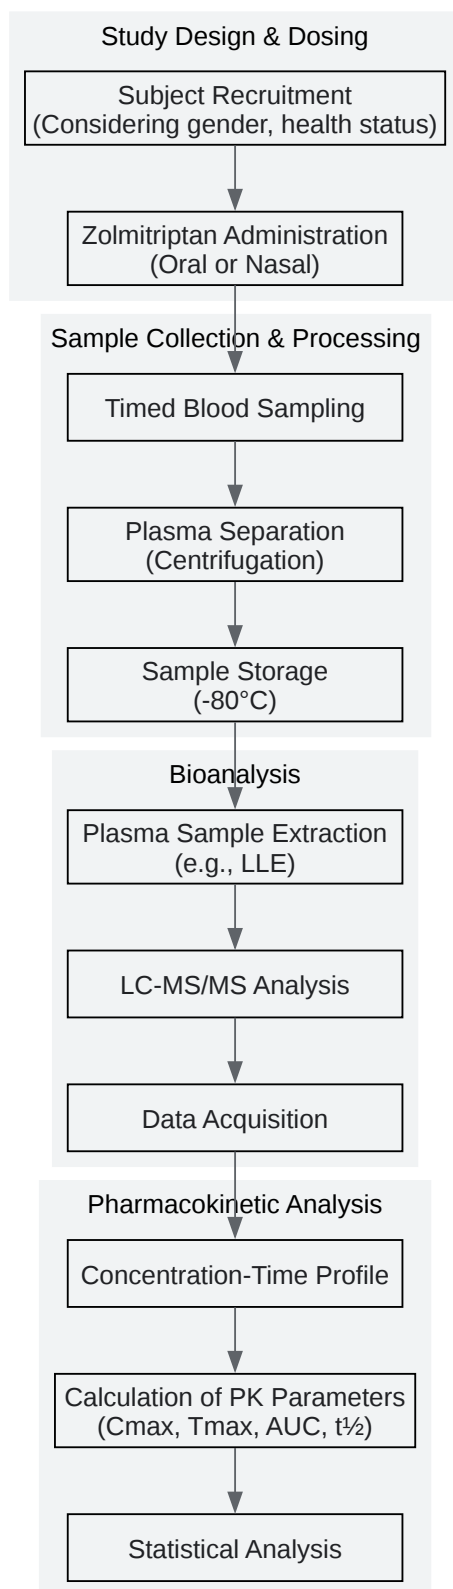 Study Design & Dosing
Subject Recruitment
(Considering gender, health status)
Zolmitriptan Administration
(Oral or Nasal)
Sample Collection & Processing
Timed Blood Sampling
Plasma Separation
(Centrifugation)
Sample Storage
(-80°C)
Bioanalysis
Plasma Sample Extraction
(e.g., LLE)
LC-MS/MS Analysis
Data Acquisition
Pharmacokinetic Analysis
Concentration-Time Profile
Calculation of PK Parameters
(Cmax, Tmax, AUC, t½)
Statistical Analysis